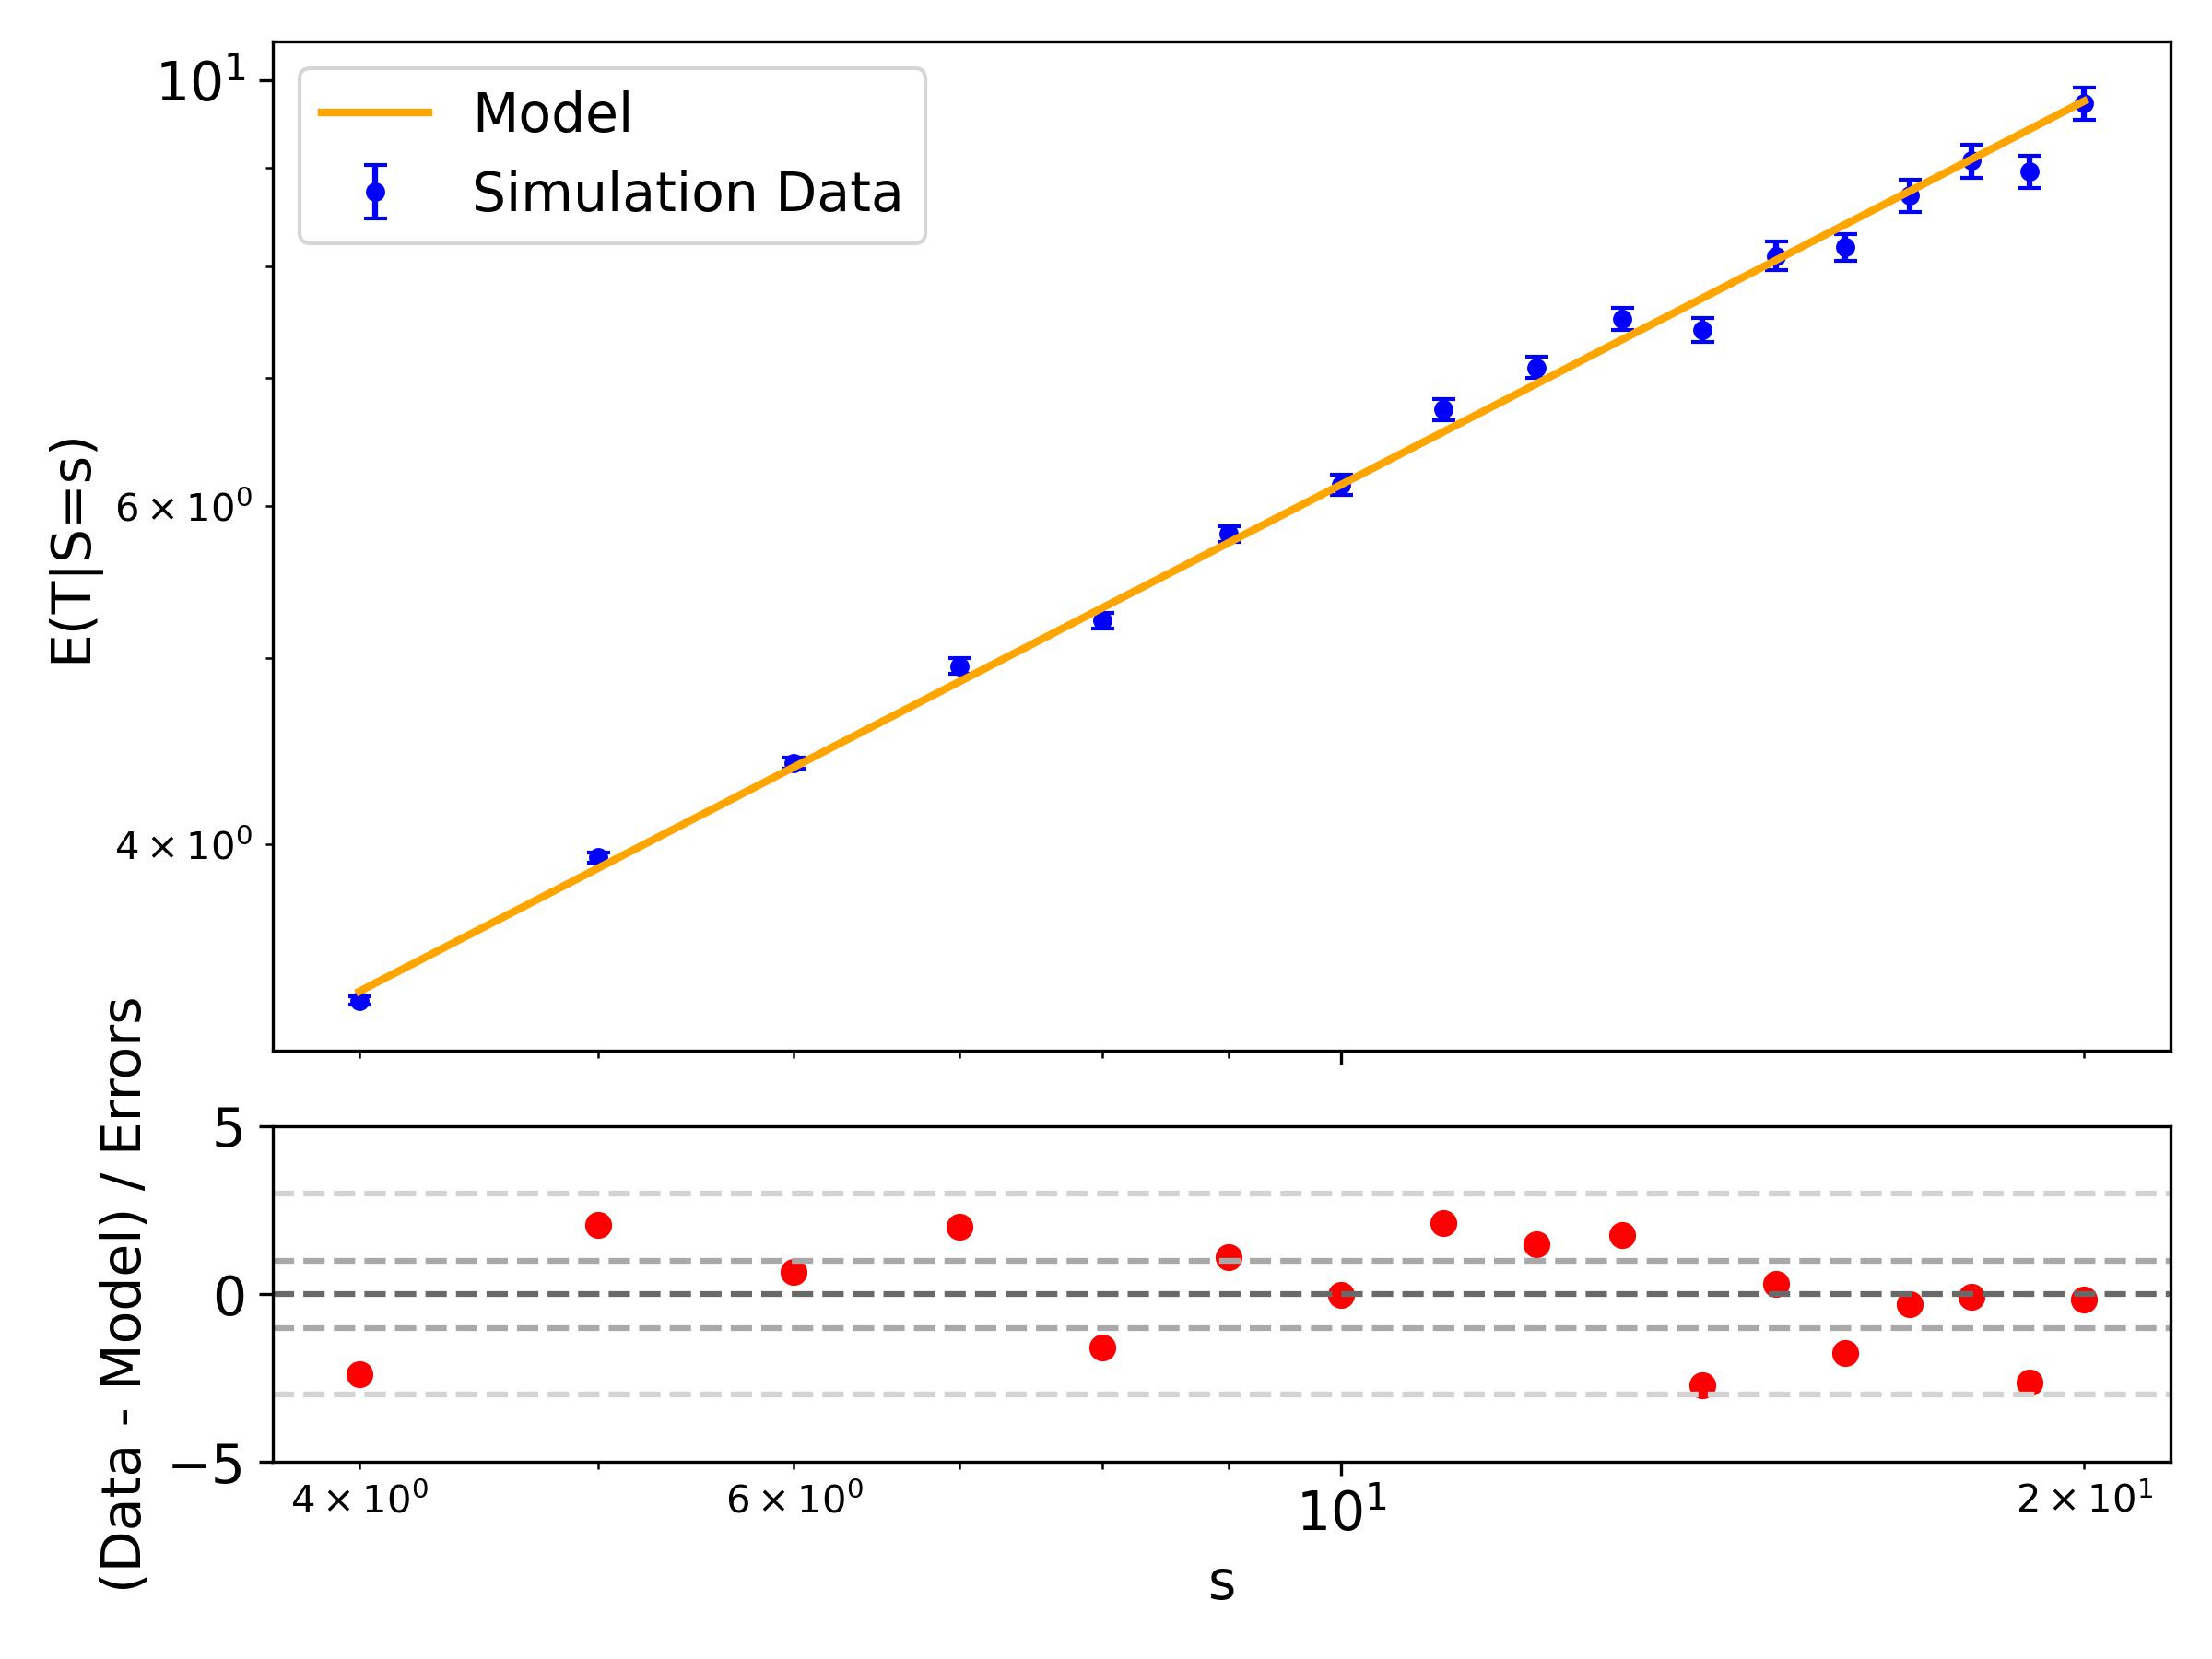 10¹
Model
Simulation Data
6 × 10⁰
4 × 10⁰
E(T|S=s)
5
0
−5
(Data - Model) / Errors
4 × 10⁰
6 × 10⁰
10¹
2 × 10¹
s